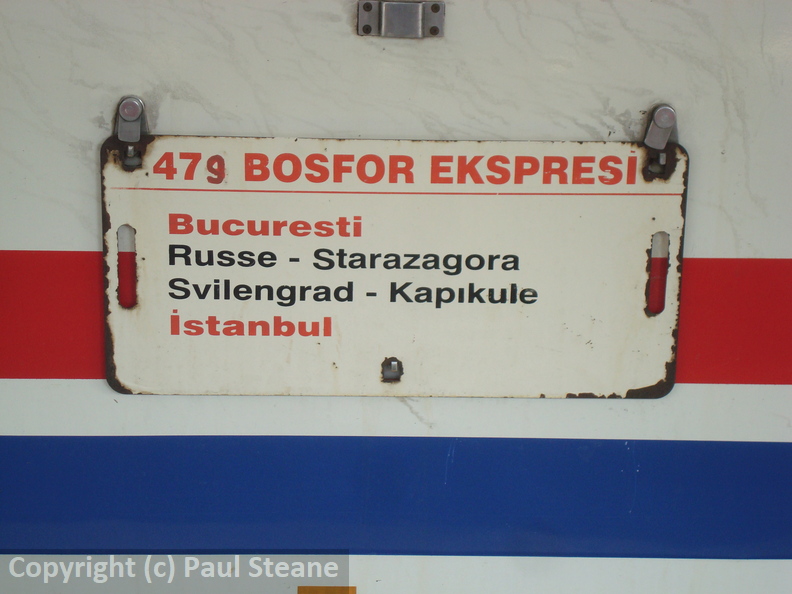 479 BOSFOR EKSPRESİ
Bucuresti
Russe - Starazagora
Svilengrad - Kapıkule
İstanbul
Copyright (c) Paul Steane